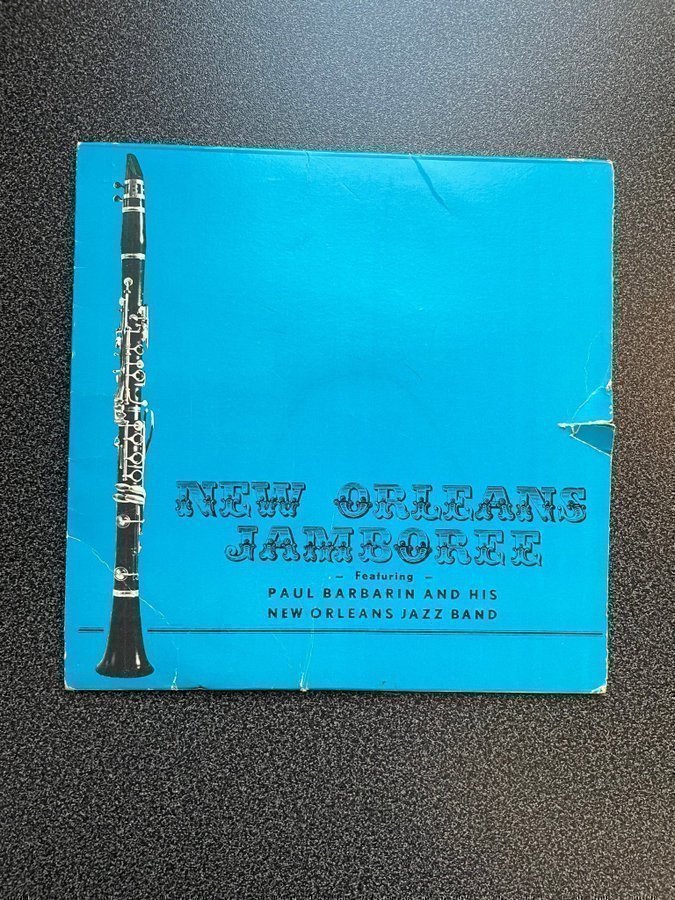 NEW ORLEANS
JAMBOREE
– Featuring –
PAUL BARBARIN AND HIS
NEW ORLEANS JAZZ BAND